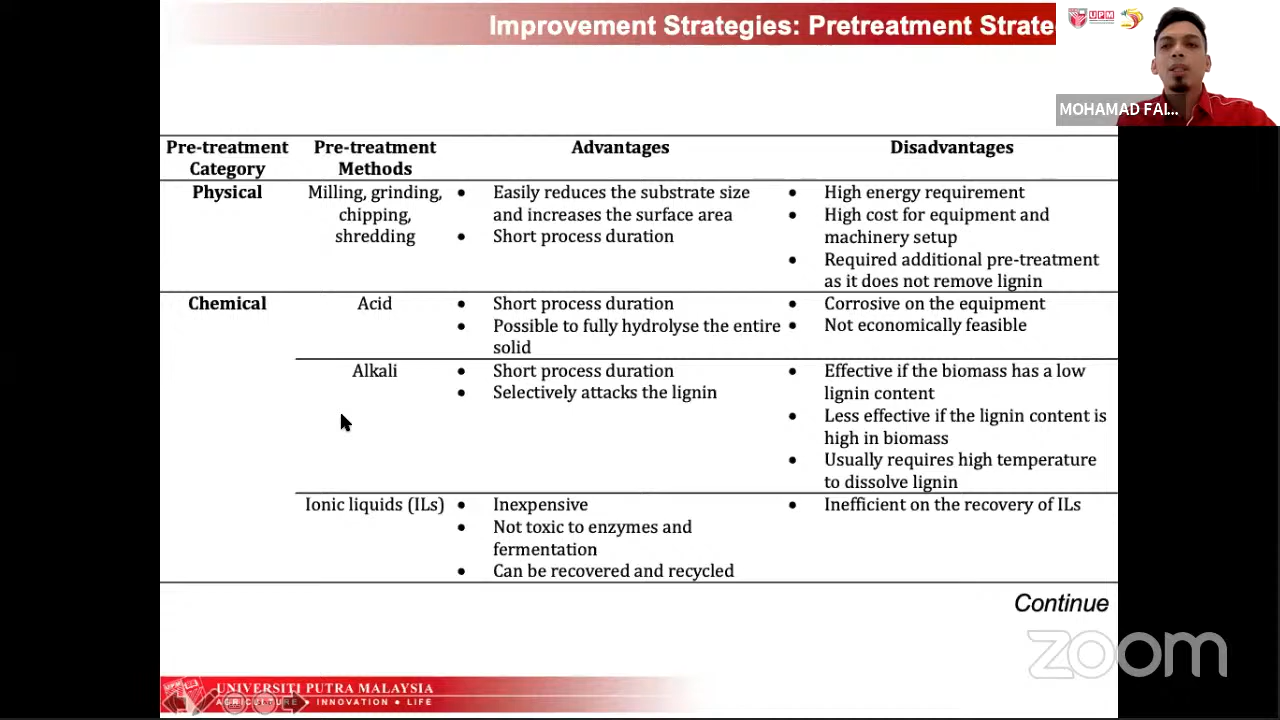 Improvement Strategies: Pretreatment Strate
UPM
MOHAMAD FAI...
Pre-treatment Category
Pre-treatment Methods
Advantages
Disadvantages
Physical
Milling, grinding,
chipping,
shredding
• Easily reduces the substrate size
and increases the surface area
• Short process duration
• High energy requirement
• High cost for equipment and
machinery setup
• Required additional pre-treatment
as it does not remove lignin
Chemical
Acid
• Short process duration
• Possible to fully hydrolyse the entire
solid
• Corrosive on the equipment
• Not economically feasible
Alkali
• Short process duration
• Selectively attacks the lignin
• Effective if the biomass has a low
lignin content
• Less effective if the lignin content is
high in biomass
• Usually requires high temperature
to dissolve lignin
Ionic liquids (ILs)
• Inexpensive
• Not toxic to enzymes and
fermentation
• Can be recovered and recycled
• Inefficient on the recovery of ILs
Continue
zoom
UNIVERSITI PUTRA MALAYSIA
AGRICULTURE • INNOVATION • LIFE